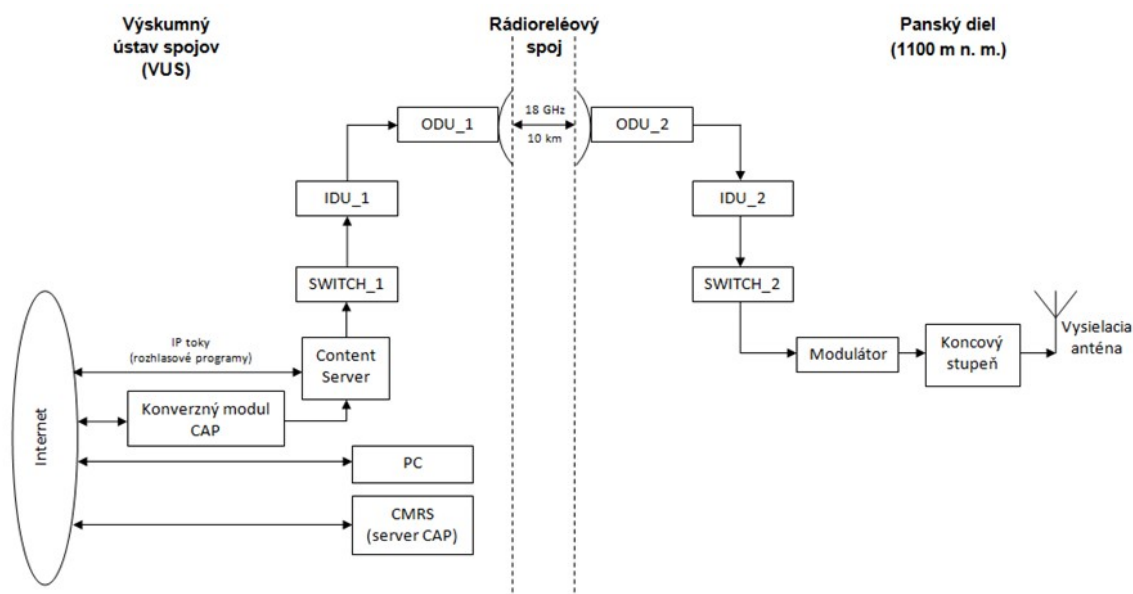 Výskumný
ústav spojov
(VUS)
Rádioreléový
spoj
Panský diel
(1100 m n. m.)
ODU_1
18 GHz
10 km
ODU_2
IDU_1
IDU_2
SWITCH_1
SWITCH_2
IP toky
(rozhlasové programy)
Content
Server
Modulátor
Koncový
stupeň
Vysielacia
anténa
Konverzný modul
CAP
Internet
PC
CMRS
(server CAP)